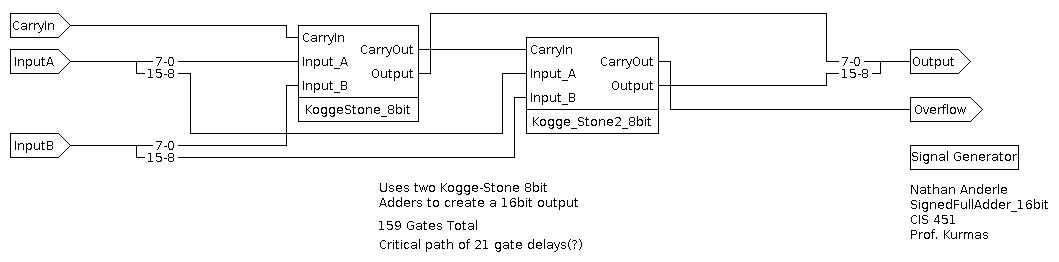 CarryIn
InputA
7-0
15-8
InputB
7-0
15-8
CarryIn
CarryOut
Input_A
Output
Input_B
KoggeStone_8bit
CarryIn
CarryOut
Input_A
Output
Input_B
Kogge_Stone2_8bit
7-0
15-8
Output
Overflow
Signal Generator
Uses two Kogge-Stone 8bit
Adders to create a 16bit output
159 Gates Total
Critical path of 21 gate delays(?)
Nathan Anderle
SignedFullAdder_16bit
CIS 451
Prof. Kurmas